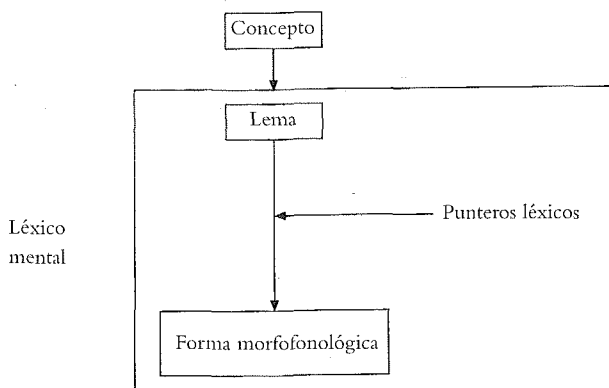 Concepto
Lema
Punteros léxicos
Léxico
mental
Forma morfofonológica